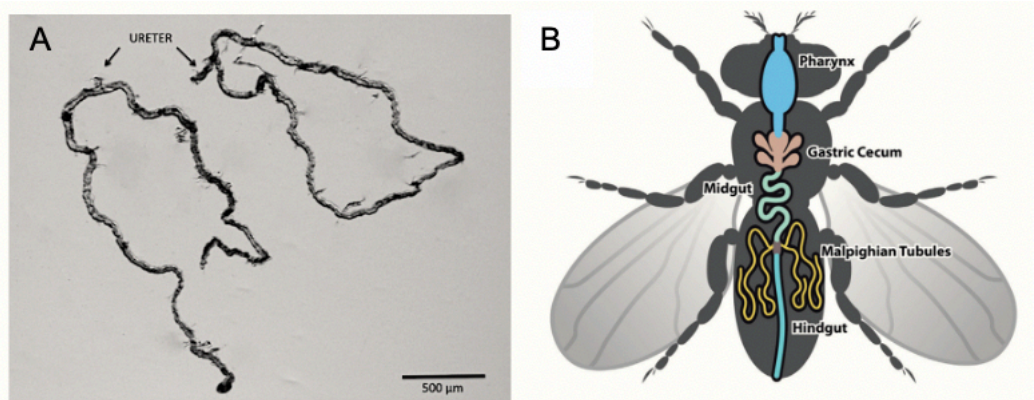 A
URETER
500 µm
B
Pharynx
Gastric Cecum
Midgut
Malpighian Tubules
Hindgut